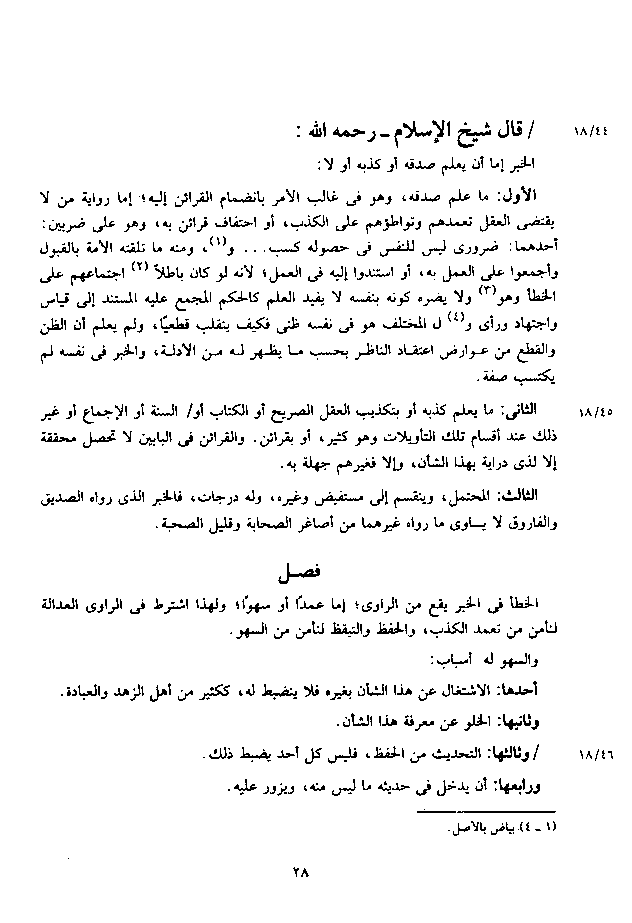 ١٨/٤٤ / قال شيخ الإسلام ـ رحمه الله :
الخبر إما أن يعلم صدقه أو كذبه أو لا:
الأول: ما علم صدقه، وهو فى غالب الأمر بانضمام القرائن إليه؛ إما رواية من لا
يقتضى العقل تعمدهم وتواطؤهم على الكذب، أو احتفاف قرائن به، وهو على ضربين:
أحدهما: ضرورى ليس للنفس فى حصوله كسب... و(١)، ومنه ما تلقته الأمة بالقبول
وأجمعوا على العمل به، أو استندوا إليه فى العمل؛ لأنه لو كان باطلاً (٢) اجتماعهم على
الخطأ وهو(٣) ولا يضره كونه بنفسه لا يفيد العلم كالحكم المجمع عليه المستند إلى قياس
واجتهاد ورأى و(٤) ل المختلف هو فى نفسه ظنى فكيف ينقلب قطعيًا، ولم يعلم أن الظن
والقطع من عوارض اعتقاد الناظر بحسب ما يظهر له من الأدلة، والخبر فى نفسه لم
يكتسب صفة.
١٨/٤٥ الثانى: ما يعلم كذبه أو بتكذيب العقل الصريح أو الكتاب أو/ السنة أو الإجماع أو غير
ذلك عند أقسام تلك التأويلات وهو كثير، أو بقرائن. والقرائن فى البابين لا تحصل محققة
إلا لذى دراية بهذا الشأن، وإلا فغيرهم جهلة به.
الثالث: المحتمل، وينقسم إلى مستفيض وغيره، وله درجات، فالخبر الذى رواه الصديق
والفاروق لا يساوى ما رواه غيرهما من أصاغر الصحابة وقليل الصحبة.
فصل
الخطأ فى الخبر يقع من الراوى؛ إما عمدًا أو سهوًا؛ ولهذا اشترط فى الراوى العدالة
لنأمن من تعمد الكذب، والحفظ والتيقظ لنأمن من السهو.
والسهو له أسباب:
أحدها: الاشتغال عن هذا الشأن بغيره فلا ينضبط له، ككثير من أهل الزهد والعبادة.
وثانيها: الخلو عن معرفة هذا الشأن.
١٨/٤٦ / وثالثها: التحديث من الحفظ، فليس كل أحد يضبط ذلك.
ورابعها: أن يدخل فى حديثه ما ليس منه، ويزور عليه.
(١ ـ ٤) بياض بالأصل.
٢٨